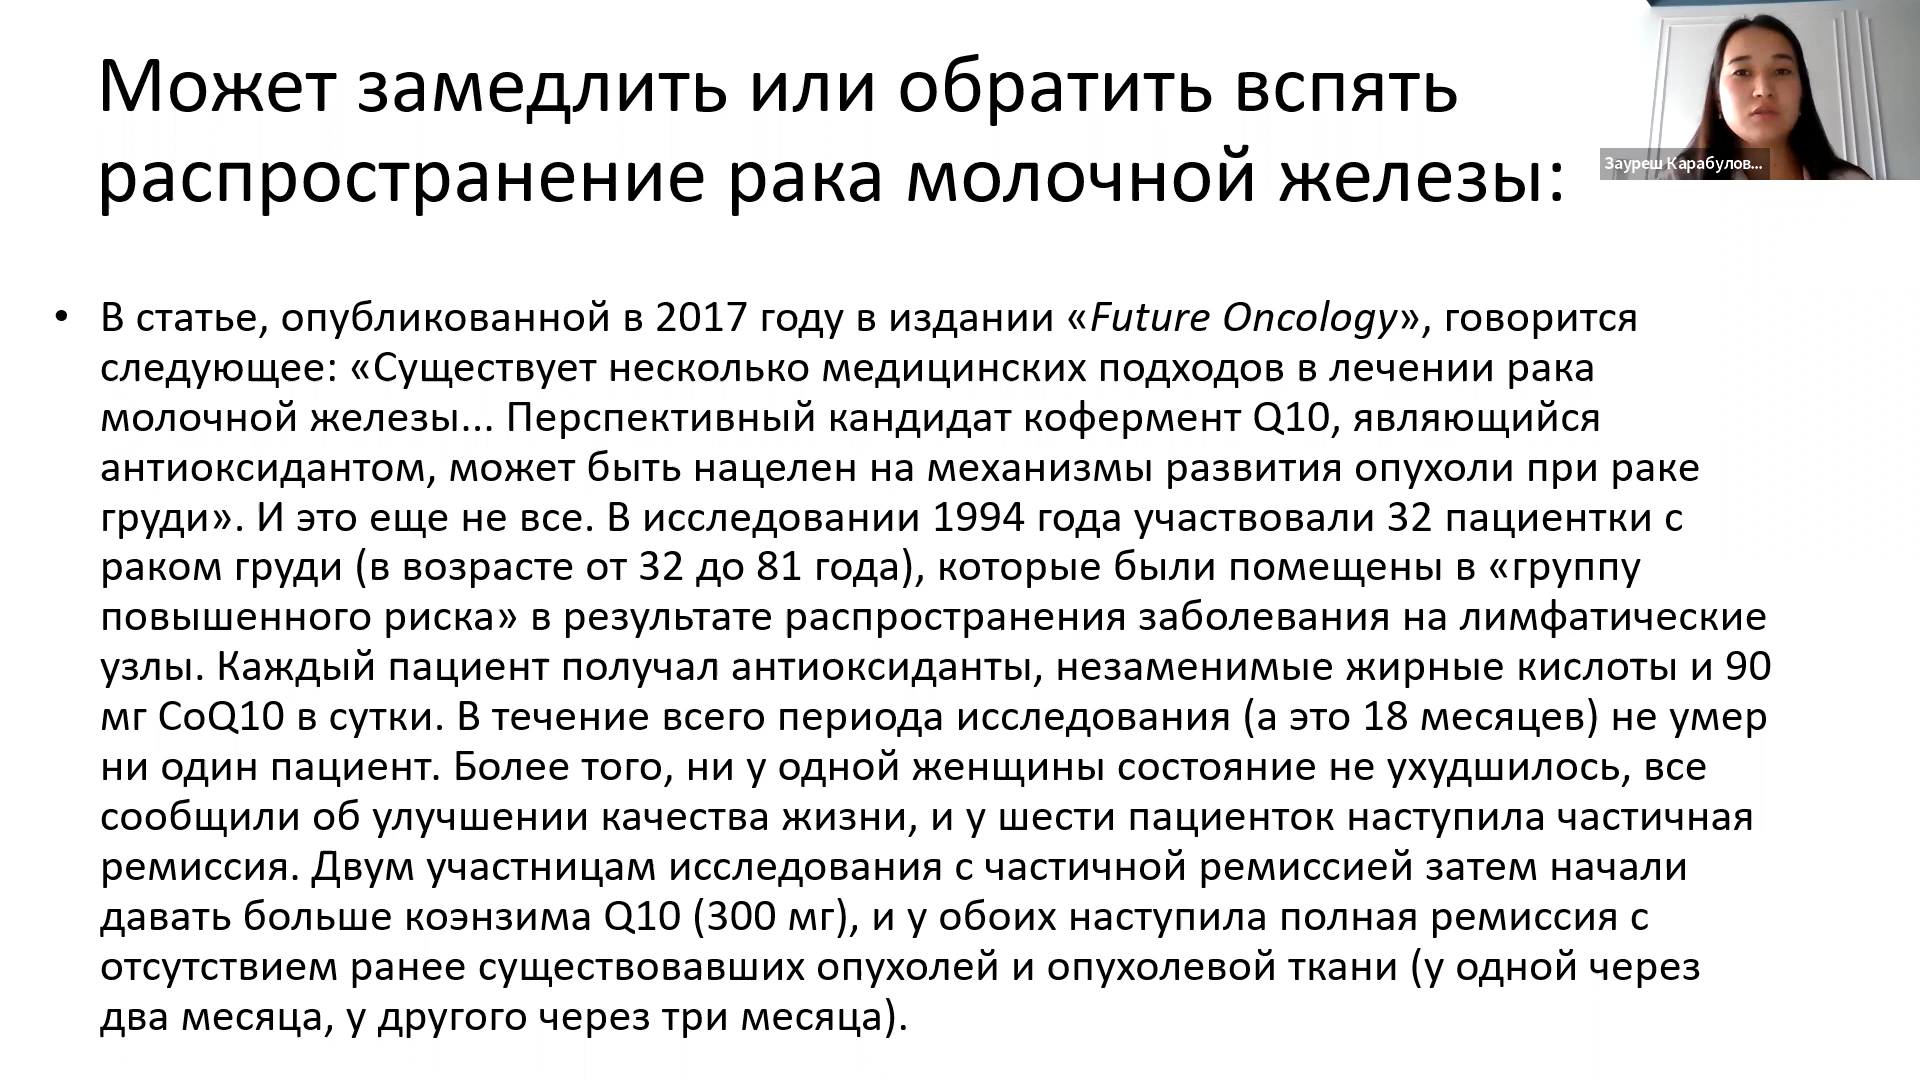 Может замедлить или обратить вспять
распространение рака молочной железы:
Зауреш Карабулов...
• В статье, опубликованной в 2017 году в издании «Future Oncology», говорится
следующее: «Существует несколько медицинских подходов в лечении рака
молочной железы... Перспективный кандидат кофермент Q10, являющийся
антиоксидантом, может быть нацелен на механизмы развития опухоли при раке
груди». И это еще не все. В исследовании 1994 года участвовали 32 пациентки с
раком груди (в возрасте от 32 до 81 года), которые были помещены в «группу
повышенного риска» в результате распространения заболевания на лимфатические
узлы. Каждый пациент получал антиоксиданты, незаменимые жирные кислоты и 90
мг CoQ10 в сутки. В течение всего периода исследования (а это 18 месяцев) не умер
ни один пациент. Более того, ни у одной женщины состояние не ухудшилось, все
сообщили об улучшении качества жизни, и у шести пациенток наступила частичная
ремиссия. Двум участницам исследования с частичной ремиссией затем начали
давать больше коэнзима Q10 (300 мг), и у обоих наступила полная ремиссия с
отсутствием ранее существовавших опухолей и опухолевой ткани (у одной через
два месяца, у другого через три месяца).